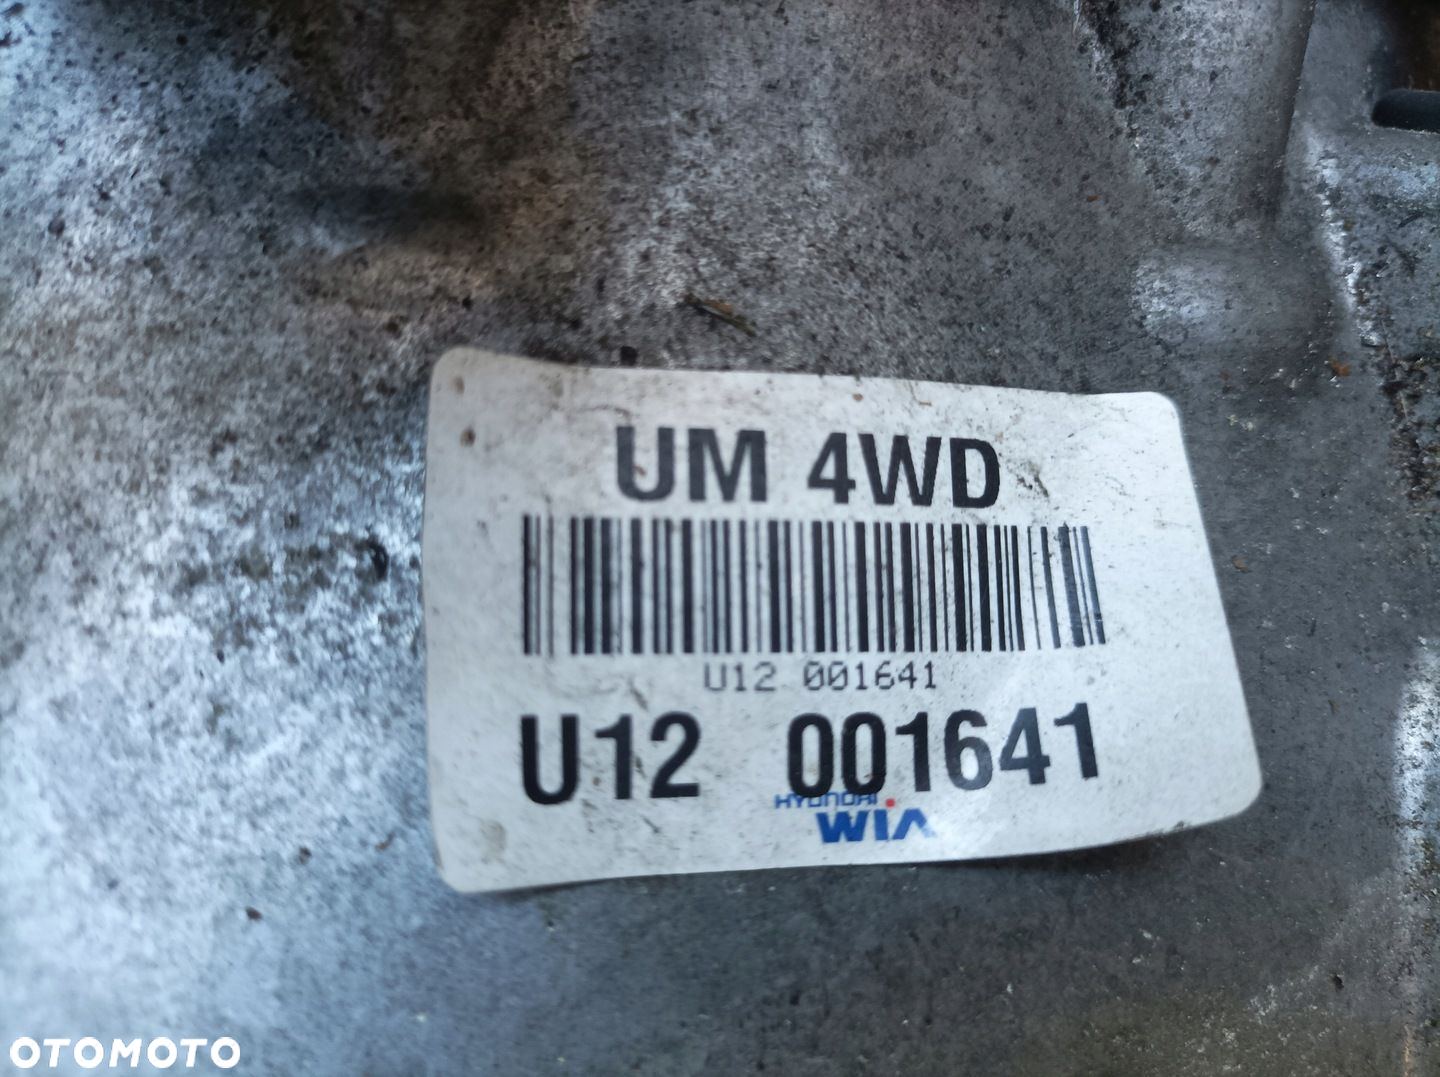 UM 4WD
U12 001641
U12 001641
HYUNDAI
WIA
OTOMOTO